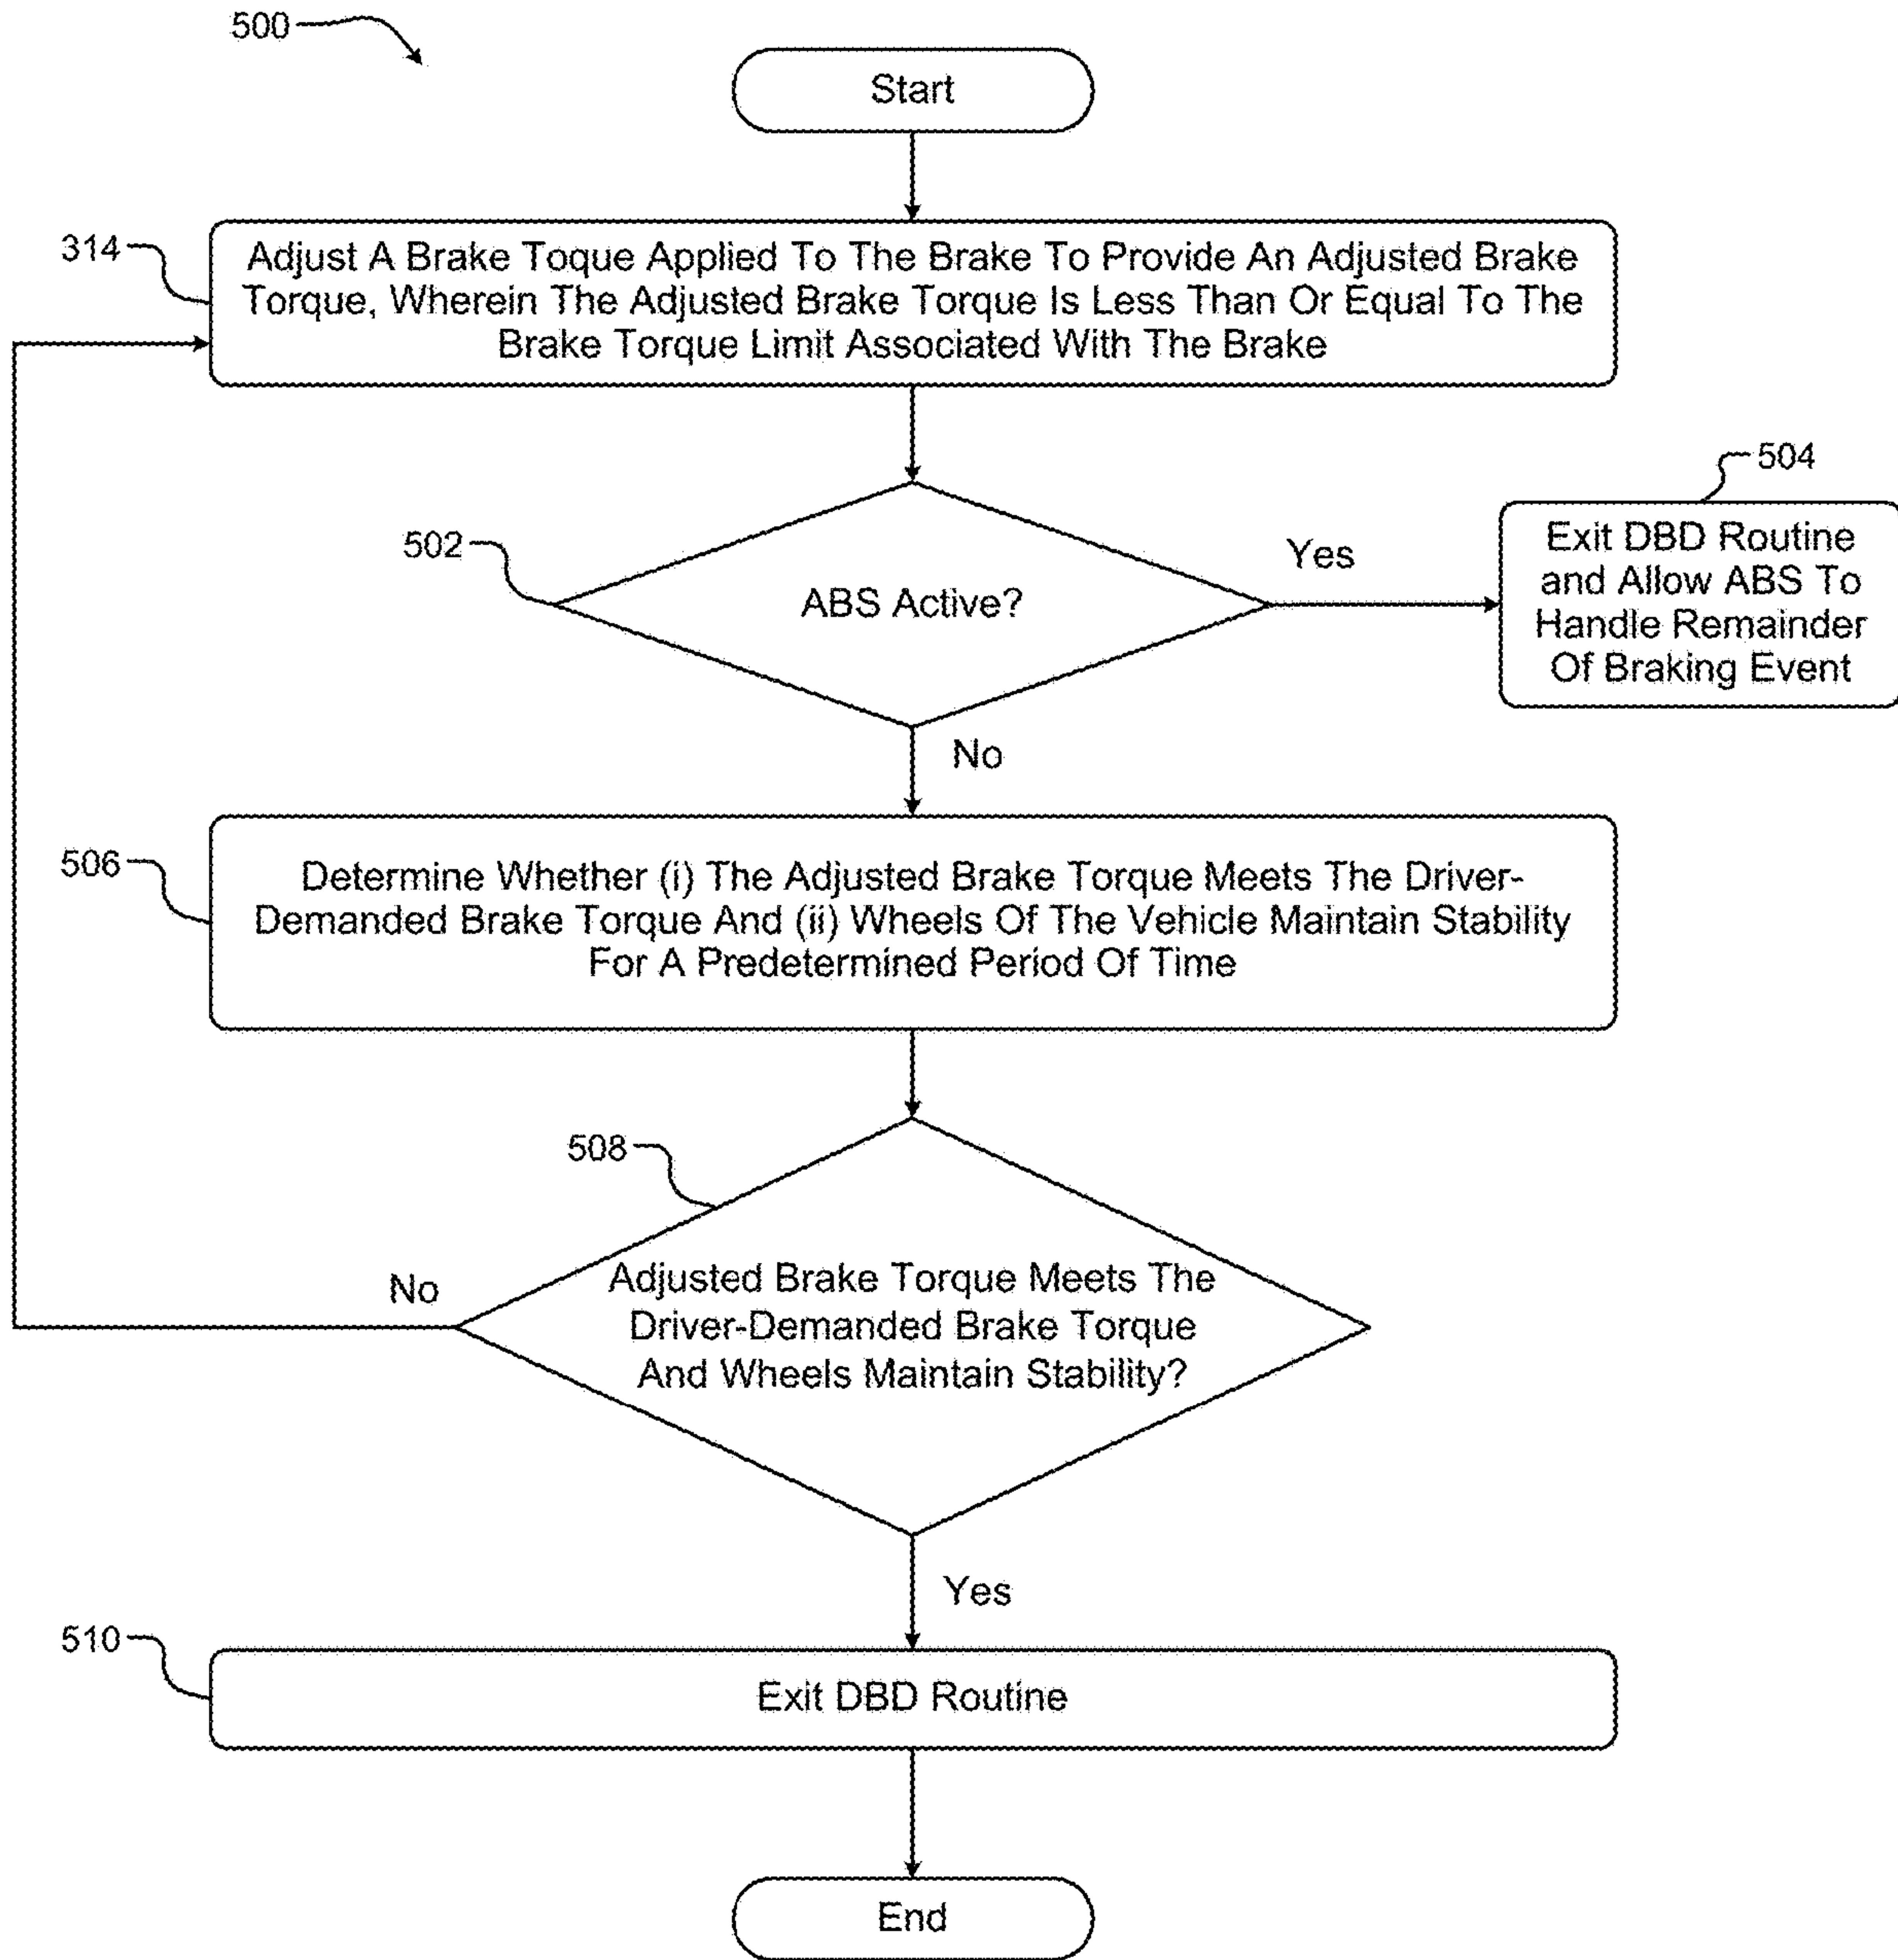 500
Start
314
Adjust A Brake Toque Applied To The Brake To Provide An Adjusted Brake
Torque, Wherein The Adjusted Brake Torque Is Less Than Or Equal To The
Brake Torque Limit Associated With The Brake
502
ABS Active?
Yes
504
Exit DBD Routine
and Allow ABS To
Handle Remainder
Of Braking Event
No
506
Determine Whether (i) The Adjusted Brake Torque Meets The Driver-
Demanded Brake Torque And (ii) Wheels Of The Vehicle Maintain Stability
For A Predetermined Period Of Time
508
No
Adjusted Brake Torque Meets The
Driver-Demanded Brake Torque
And Wheels Maintain Stability?
Yes
510
Exit DBD Routine
End